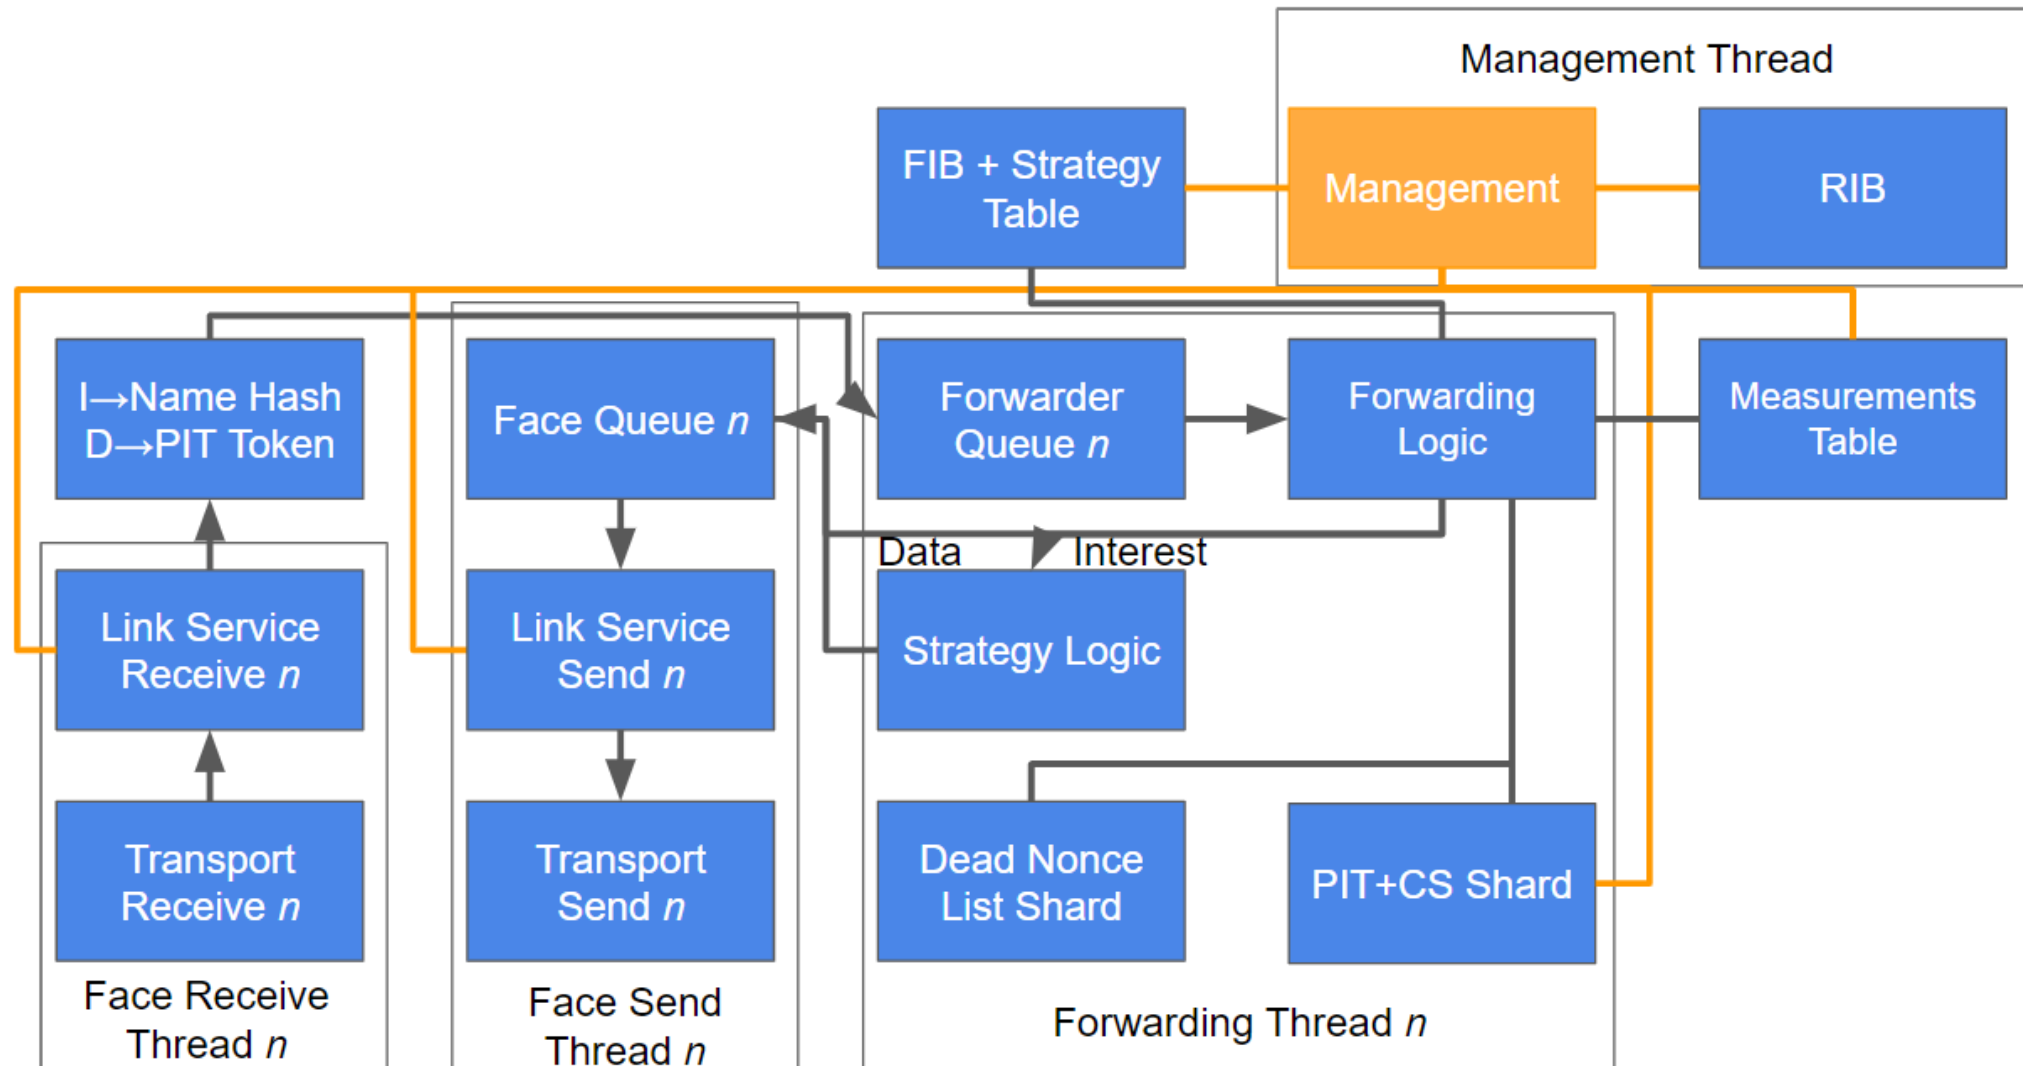 Management Thread
FIB + Strategy
Table
Management
RIB
I→Name Hash
D→PIT Token
Face Queue n
Forwarder
Queue n
Forwarding
Logic
Measurements
Table
Data
Interest
Link Service
Receive n
Link Service
Send n
Strategy Logic
Transport
Receive n
Transport
Send n
Dead Nonce
List Shard
PIT+CS Shard
Face Receive
Thread n
Face Send
Thread n
Forwarding Thread n